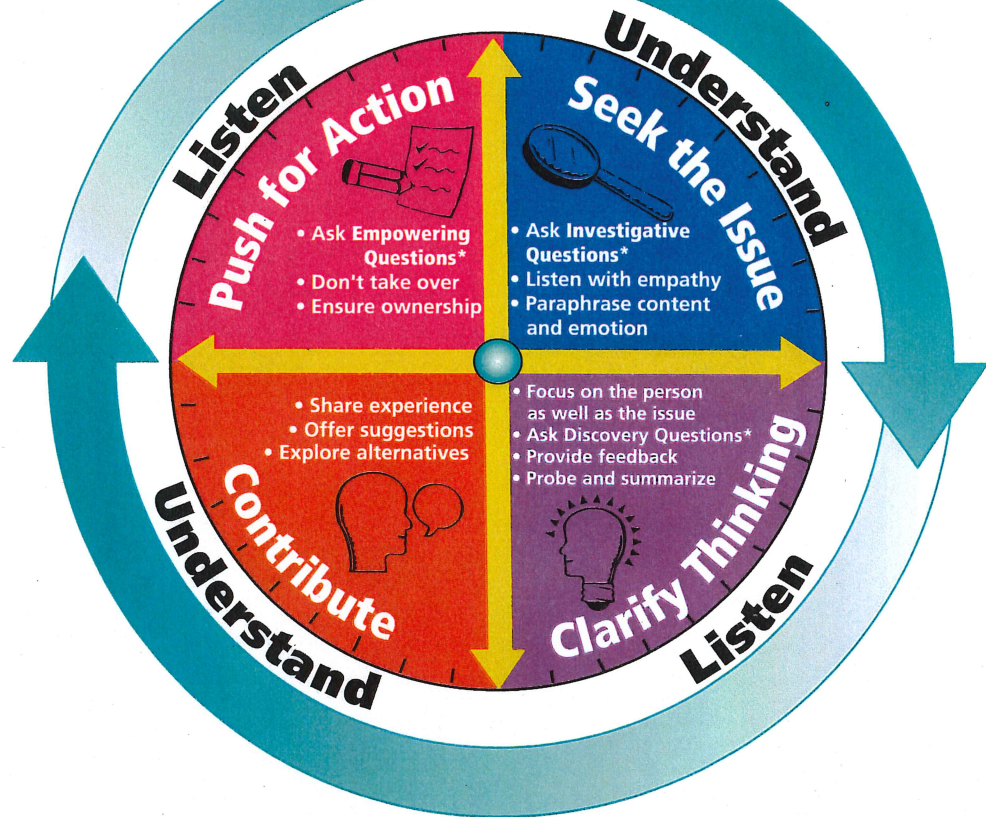 Understand
Listen
Seek the Issue
• Ask Investigative
Questions*
• Listen with empathy
• Paraphrase content
and emotion
• Focus on the person
as well as the issue
• Ask Discovery Questions*
• Provide feedback
• Probe and summarize
Clarify Thinking
Listen
• Share experience
• Offer suggestions
• Explore alternatives
Contribute
Understand
Push for Action
• Ask Empowering
Questions*
• Don't take over
• Ensure ownership